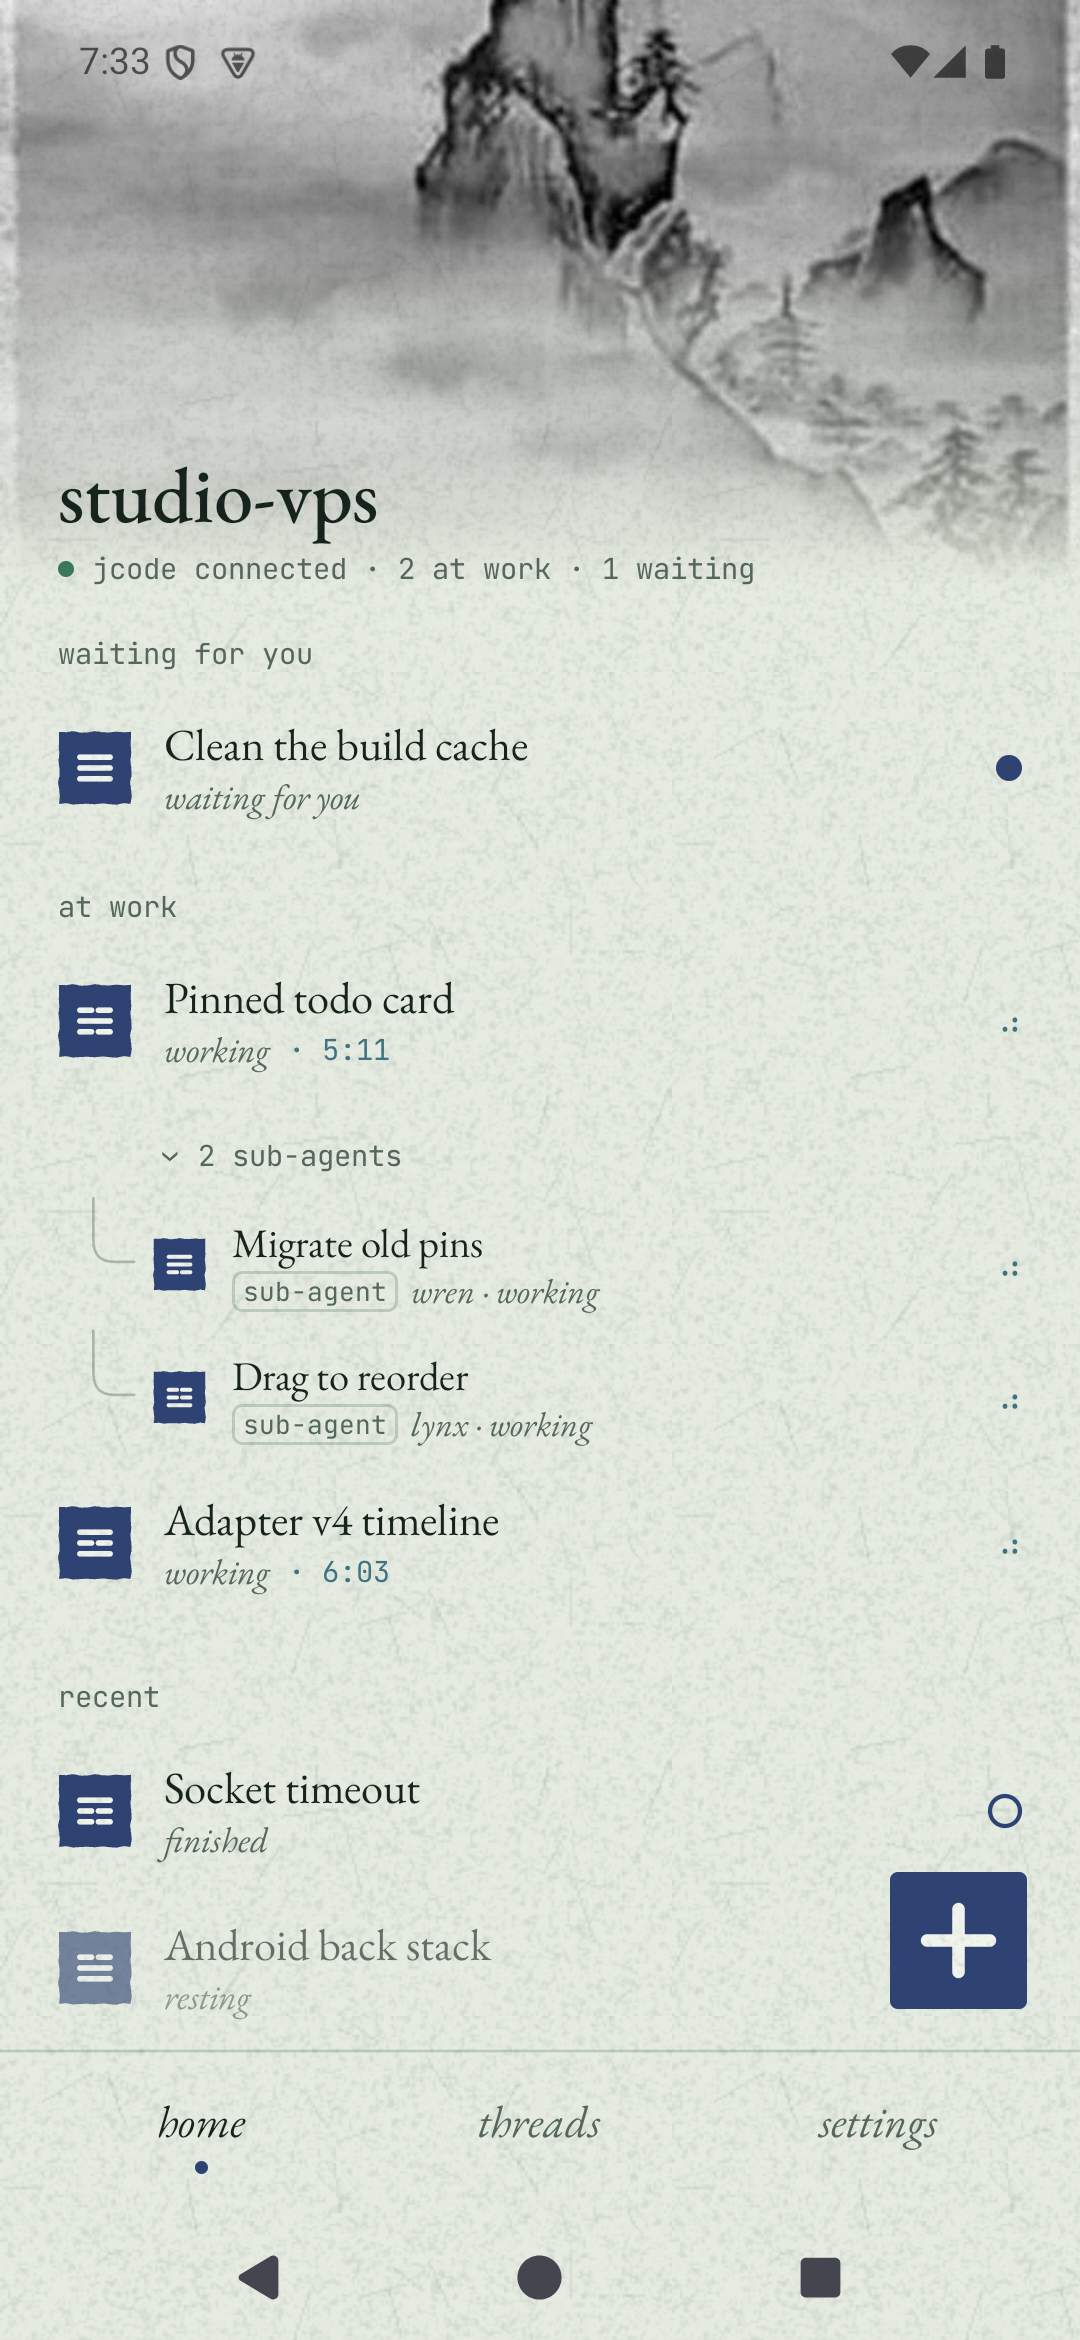 7:33
studio-vps
jcode connected · 2 at work · 1 waiting
waiting for you
Clean the build cache
waiting for you
at work
Pinned todo card
working · 5:11
2 sub-agents
Migrate old pins
sub-agent wren · working
Drag to reorder
sub-agent lynx · working
Adapter v4 timeline
working · 6:03
recent
Socket timeout
finished
Android back stack
resting
home threads settings